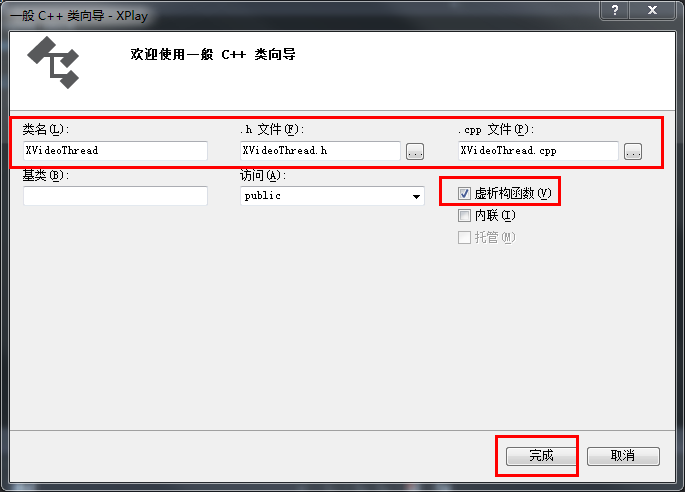 一般 C++ 类向导 - XPlay
欢迎使用一般 C++ 类向导
类名(L): .h 文件(F): .cpp 文件(P):
XVideoThread XVideoThread.h ... XVideoThread.cpp ...
基类(B): 访问(A):
public 虚析构函数(V)
内联(I)
托管(M)
完成 取消